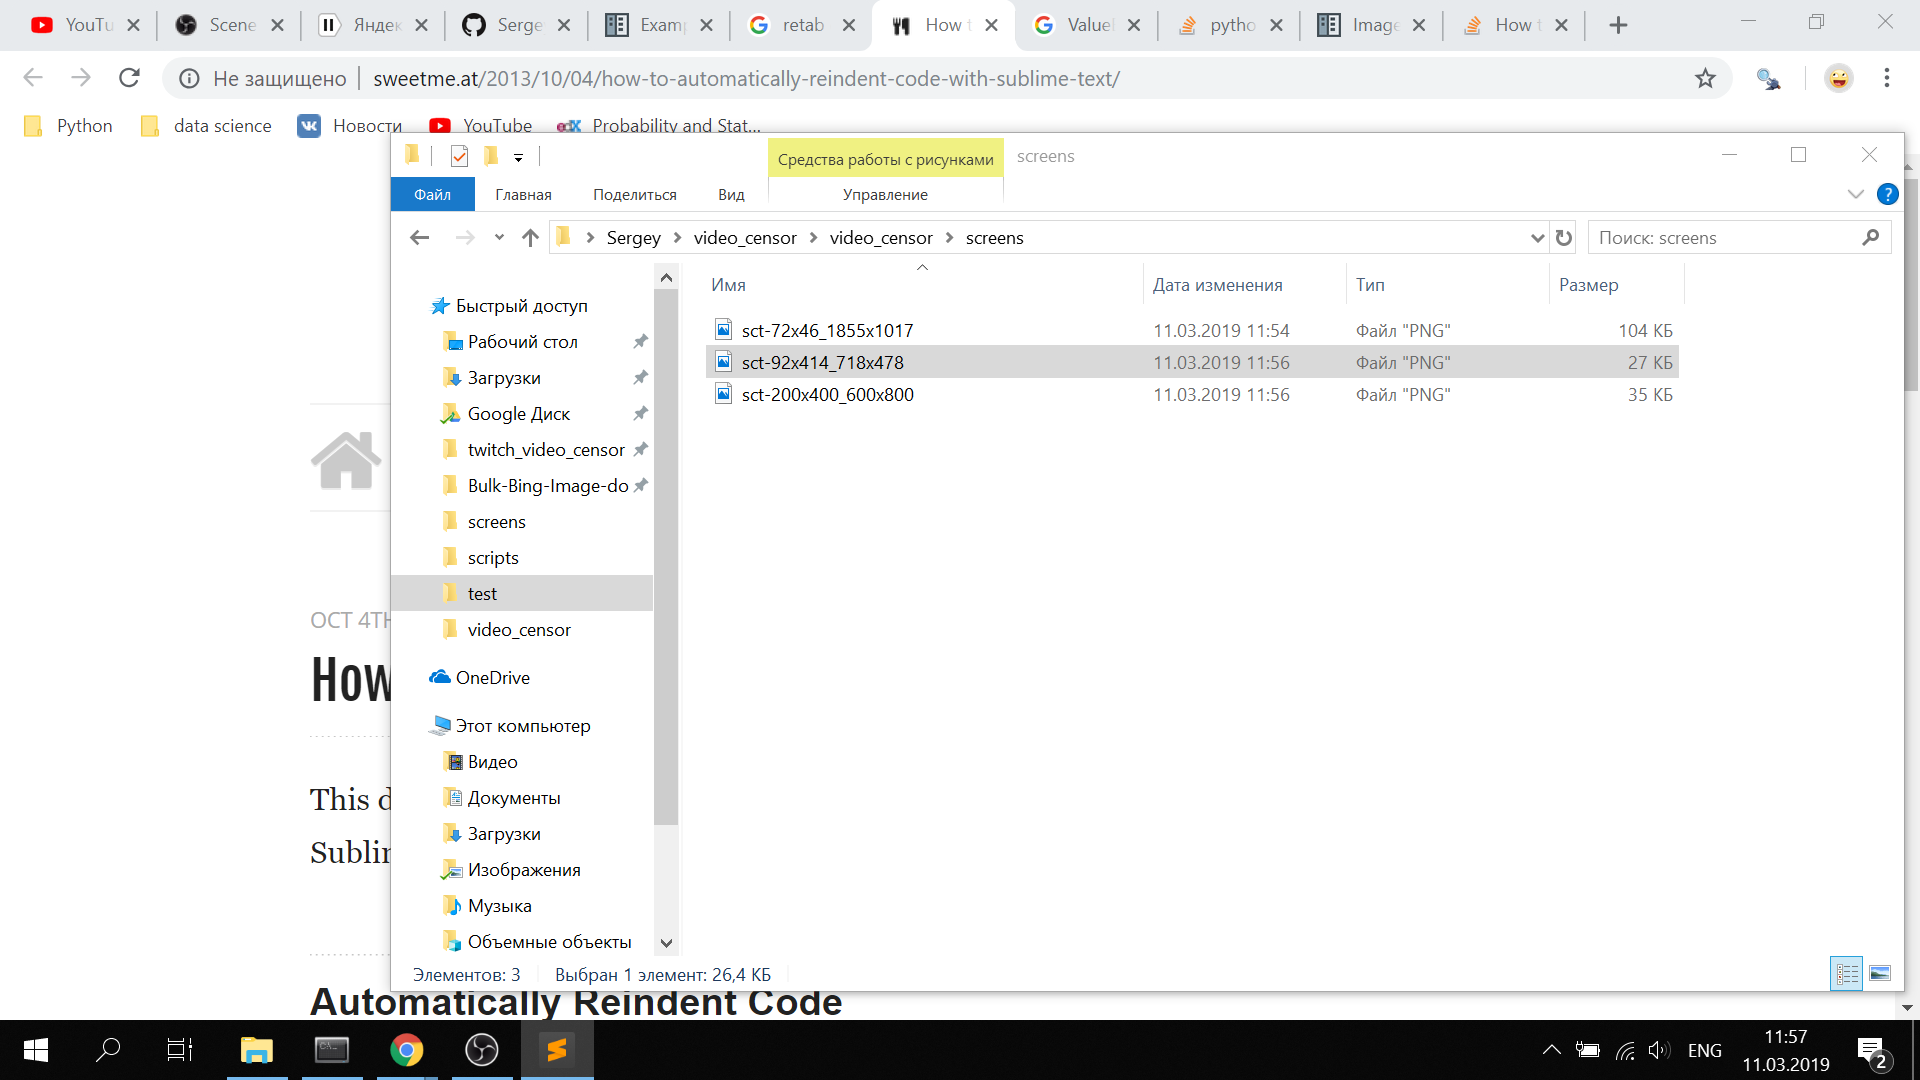 YouTu
Scene
Яндек
Serge
Examp
retab
How t
Value
pytho
Image
How t
Не защищено
sweetme.at/2013/10/04/how-to-automatically-reindent-code-with-sublime-text/
Python
data science
Новости
YouTube
Probability and Stat...
Средства работы с рисунками
screens
Файл
Главная
Поделиться
Вид
Управление
Sergey
video_censor
video_censor
screens
Поиск: screens
Имя
Дата изменения
Тип
Размер
sct-72x46_1855x1017 11.03.2019 11:54 Файл "PNG" 104 КБ
sct-92x414_718x478 11.03.2019 11:56 Файл "PNG" 27 КБ
sct-200x400_600x800 11.03.2019 11:56 Файл "PNG" 35 КБ
Быстрый доступ
Рабочий стол
Загрузки
Google Диск
twitch_video_censor
Bulk-Bing-Image-do
screens
scripts
test
video_censor
OneDrive
Этот компьютер
Видео
Документы
Загрузки
Изображения
Музыка
Объемные объекты
Элементов: 3
Выбран 1 элемент: 26,4 КБ
OCT 4TH
How
This d
Sublim
Automatically Reindent Code
ENG
11:57
11.03.2019
2